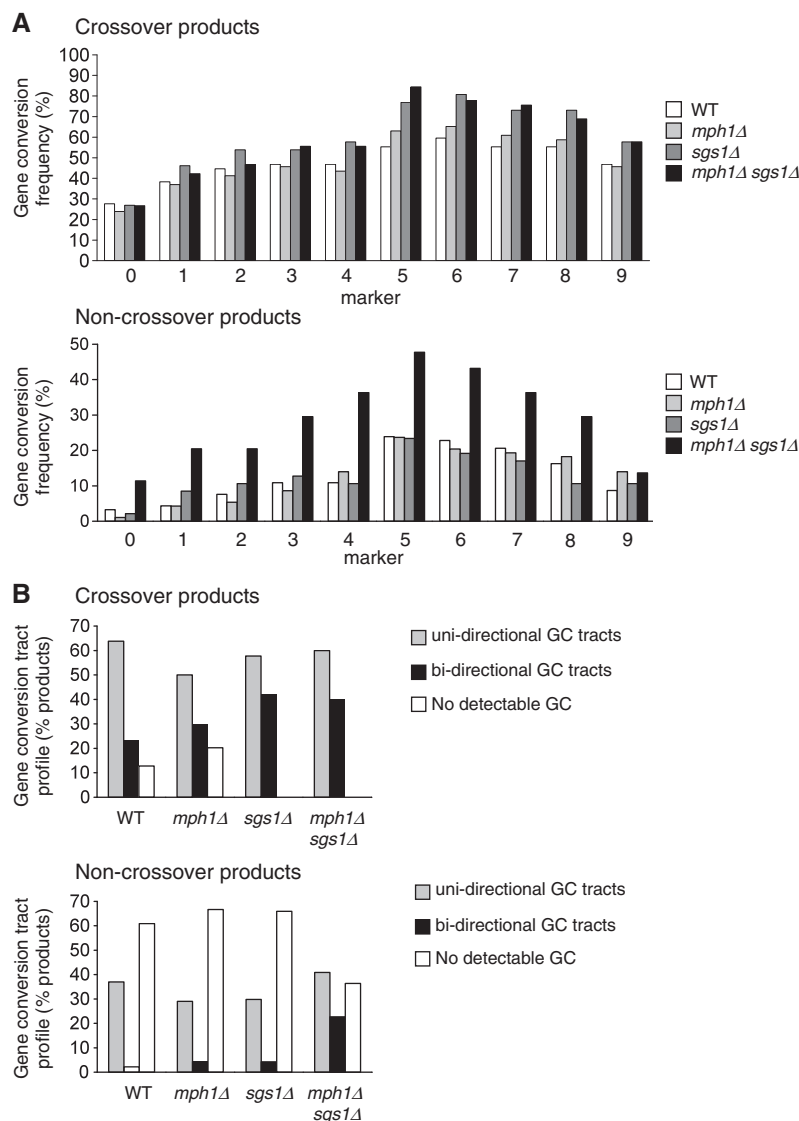 A
Crossover products
Gene conversion
frequency (%)
100
90
80
70
60
50
40
30
20
10
0
0 1 2 3 4 5 6 7 8 9
marker
WT
mph1Δ
sgs1Δ
mph1Δ sgs1Δ
Non-crossover products
Gene conversion
frequency (%)
50
40
30
20
10
0
0 1 2 3 4 5 6 7 8 9
marker
WT
mph1Δ
sgs1Δ
mph1Δ sgs1Δ
B
Crossover products
Gene conversion tract
profile (% products)
70
60
50
40
30
20
10
0
WT mph1Δ sgs1Δ mph1Δ
sgs1Δ
uni-directional GC tracts
bi-directional GC tracts
No detectable GC
Non-crossover products
Gene conversion tract
profile (% products)
70
60
50
40
30
20
10
0
WT mph1Δ sgs1Δ mph1Δ
sgs1Δ
uni-directional GC tracts
bi-directional GC tracts
No detectable GC